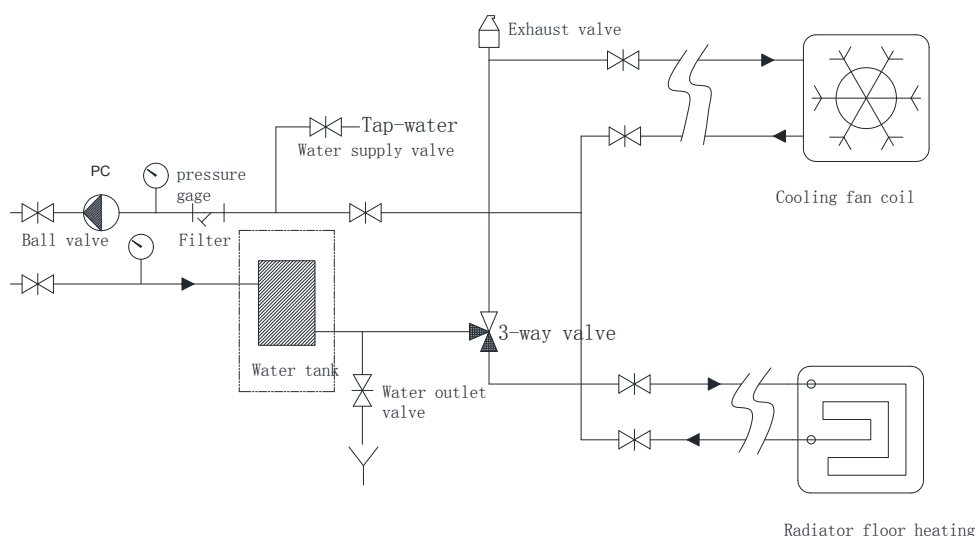 Exhaust valve
Tap-water
Water supply valve
PC
pressure
gage
Cooling fan coil
Ball valve
Filter
3-way valve
Water tank
Water outlet
valve
Radiator floor heating